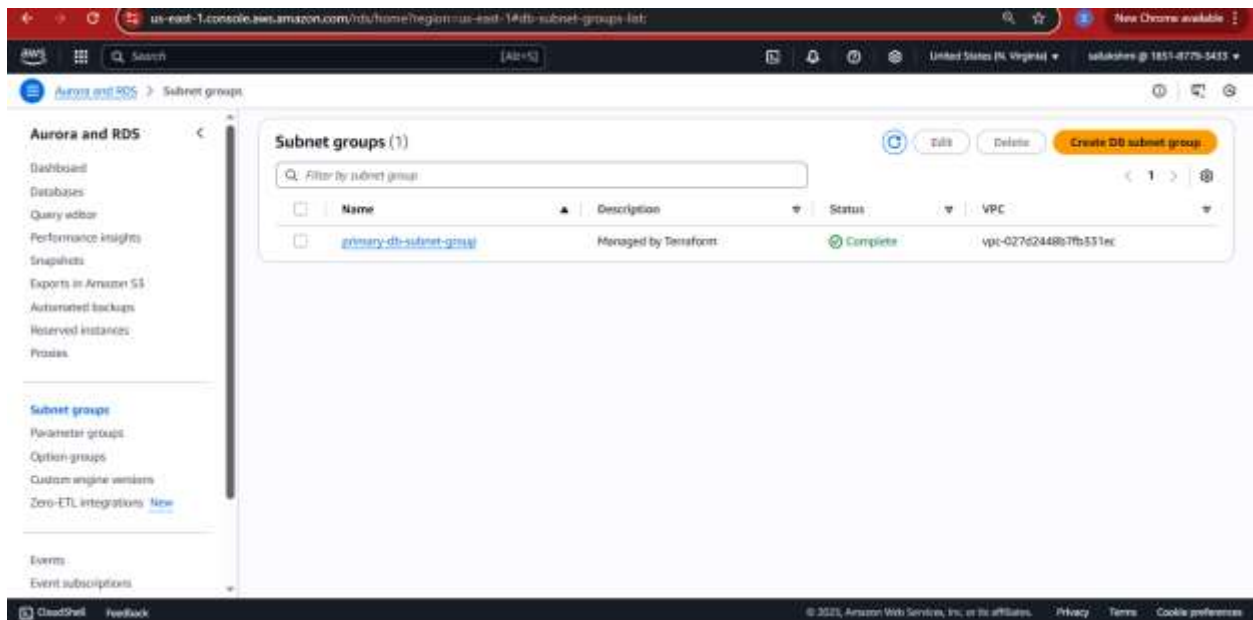 us-east-1.console.aws.amazon.com/rds/home?region=us-east-1#db-subnet-groups-list:
New Chrome available
aws
Search
[Alt+S]
United States (N. Virginia)
Aurora and RDS > Subnet groups
Aurora and RDS
Dashboard
Databases
Query editor
Performance insights
Snapshots
Exports in Amazon S3
Automated backups
Reserved instances
Proxies
Subnet groups
Parameter groups
Option groups
Custom engine versions
Zero-ETL integrations New
Events
Event subscriptions
Subnet groups (1)
Edit
Delete
Create DB subnet group
Filter by subnet group
1
Name
Description
Status
VPC
primary-db-subnet-group
Managed by Terraform
Complete
CloudShell
Feedback
Amazon Web Services, Inc. or its affiliates.
Privacy
Terms
Cookie preferences